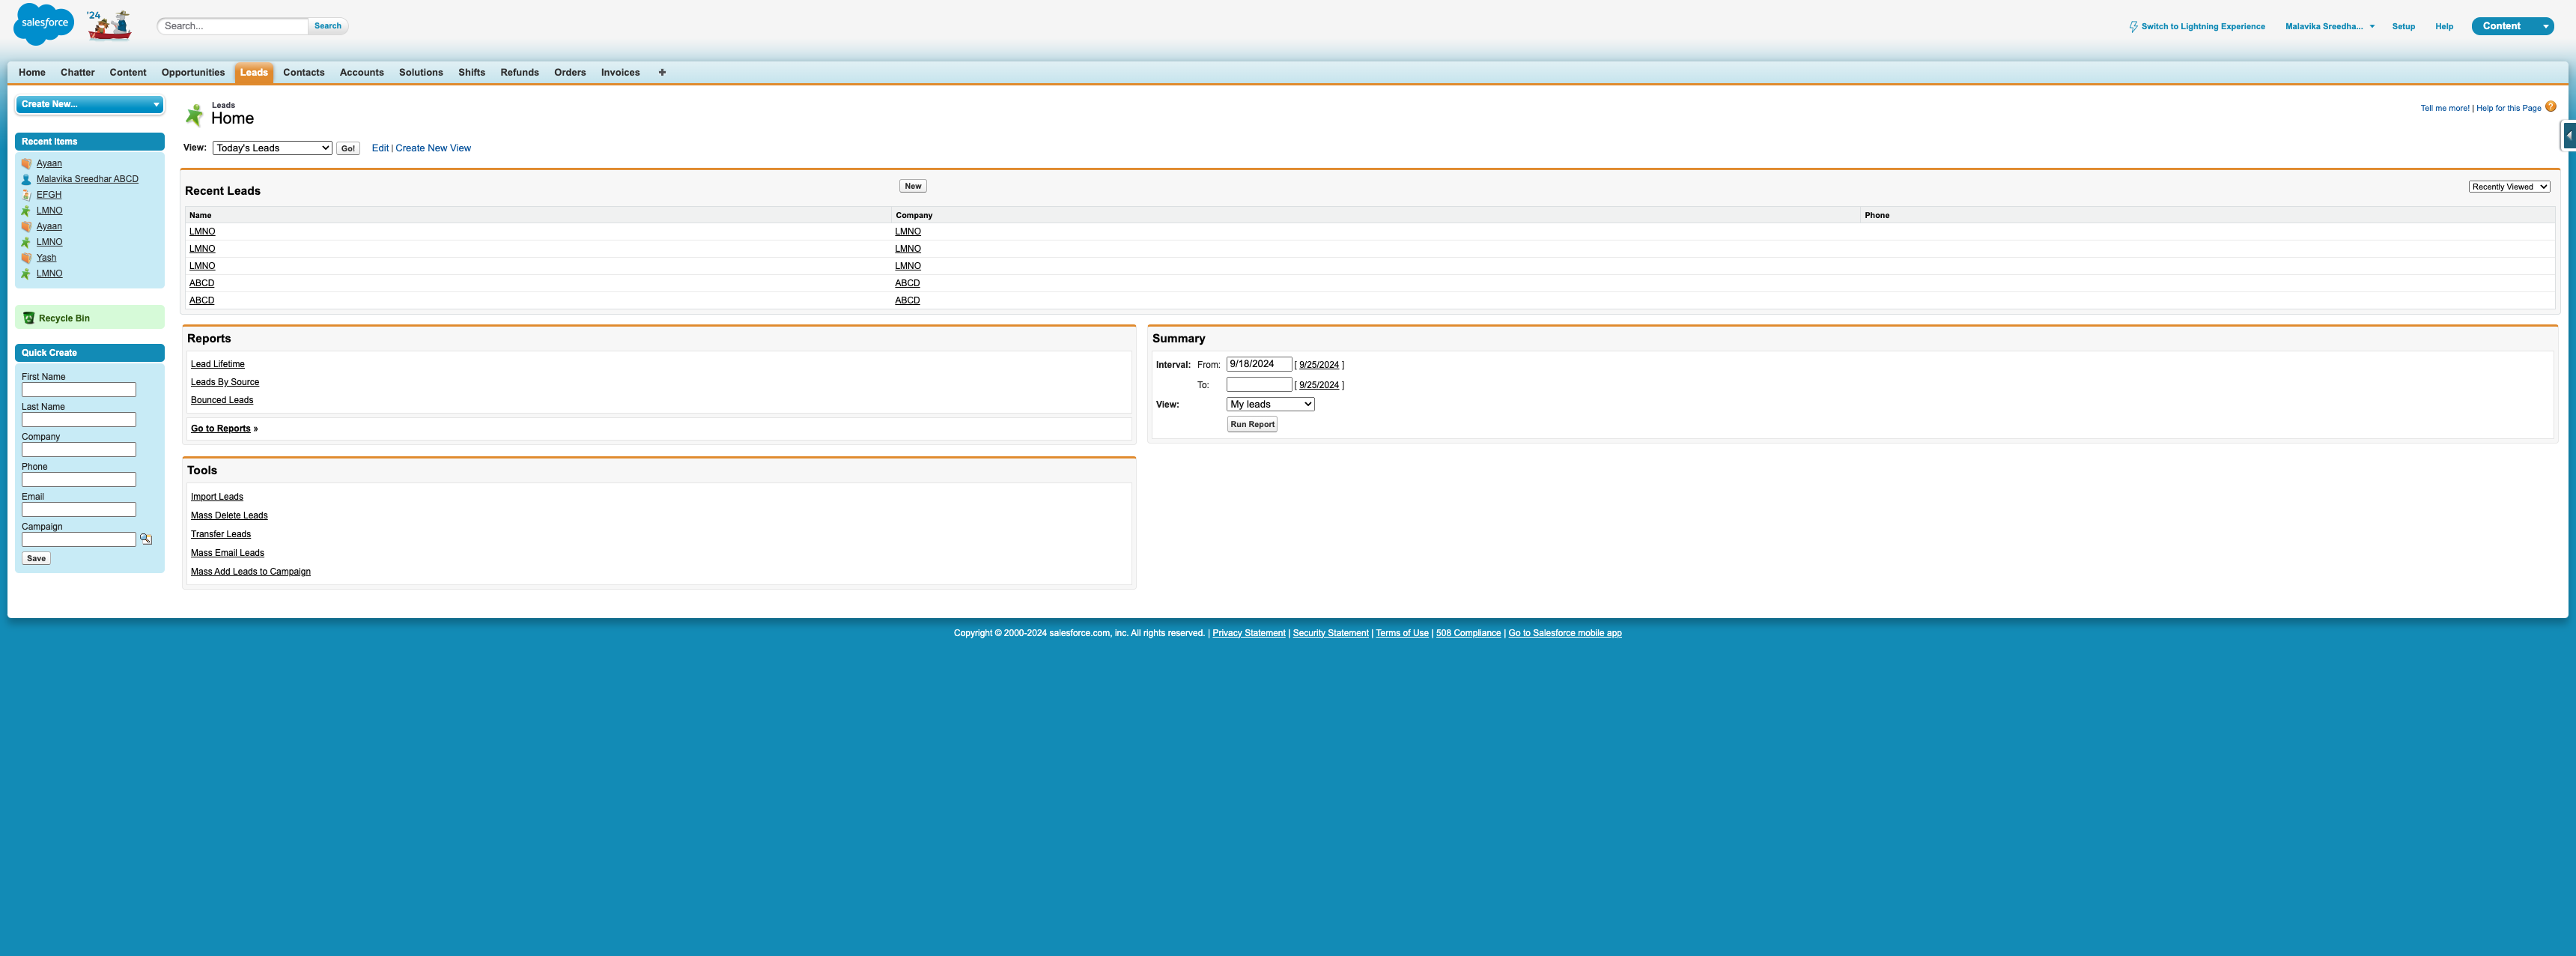 salesforce
'24
Search...
Search
Switch to Lightning Experience
Malavika Sreedha...
Setup
Help
Content
Home
Chatter
Content
Opportunities
Leads
Contacts
Accounts
Solutions
Shifts
Refunds
Orders
Invoices
+
Create New...
Recent Items
Ayaan
Malavika Sreedhar ABCD
EFGH
LMNO
Ayaan
LMNO
Yash
LMNO
Recycle Bin
Quick Create
First Name
Last Name
Company
Phone
Email
Campaign
Save
Leads
Home
Tell me more! | Help for this Page ?
View: Today's Leads Go! Edit | Create New View
Recent Leads New Recently Viewed
Name Company Phone
LMNO LMNO
LMNO LMNO
LMNO LMNO
ABCD ABCD
ABCD ABCD
Reports
Lead Lifetime
Leads By Source
Bounced Leads
Go to Reports »
Summary
Interval: From: 9/18/2024 [ 9/25/2024 ]
To: [ 9/25/2024 ]
View: My leads
Run Report
Tools
Import Leads
Mass Delete Leads
Transfer Leads
Mass Email Leads
Mass Add Leads to Campaign
Copyright © 2000-2024 salesforce.com, inc. All rights reserved. | Privacy Statement | Security Statement | Terms of Use | 508 Compliance | Go to Salesforce mobile app